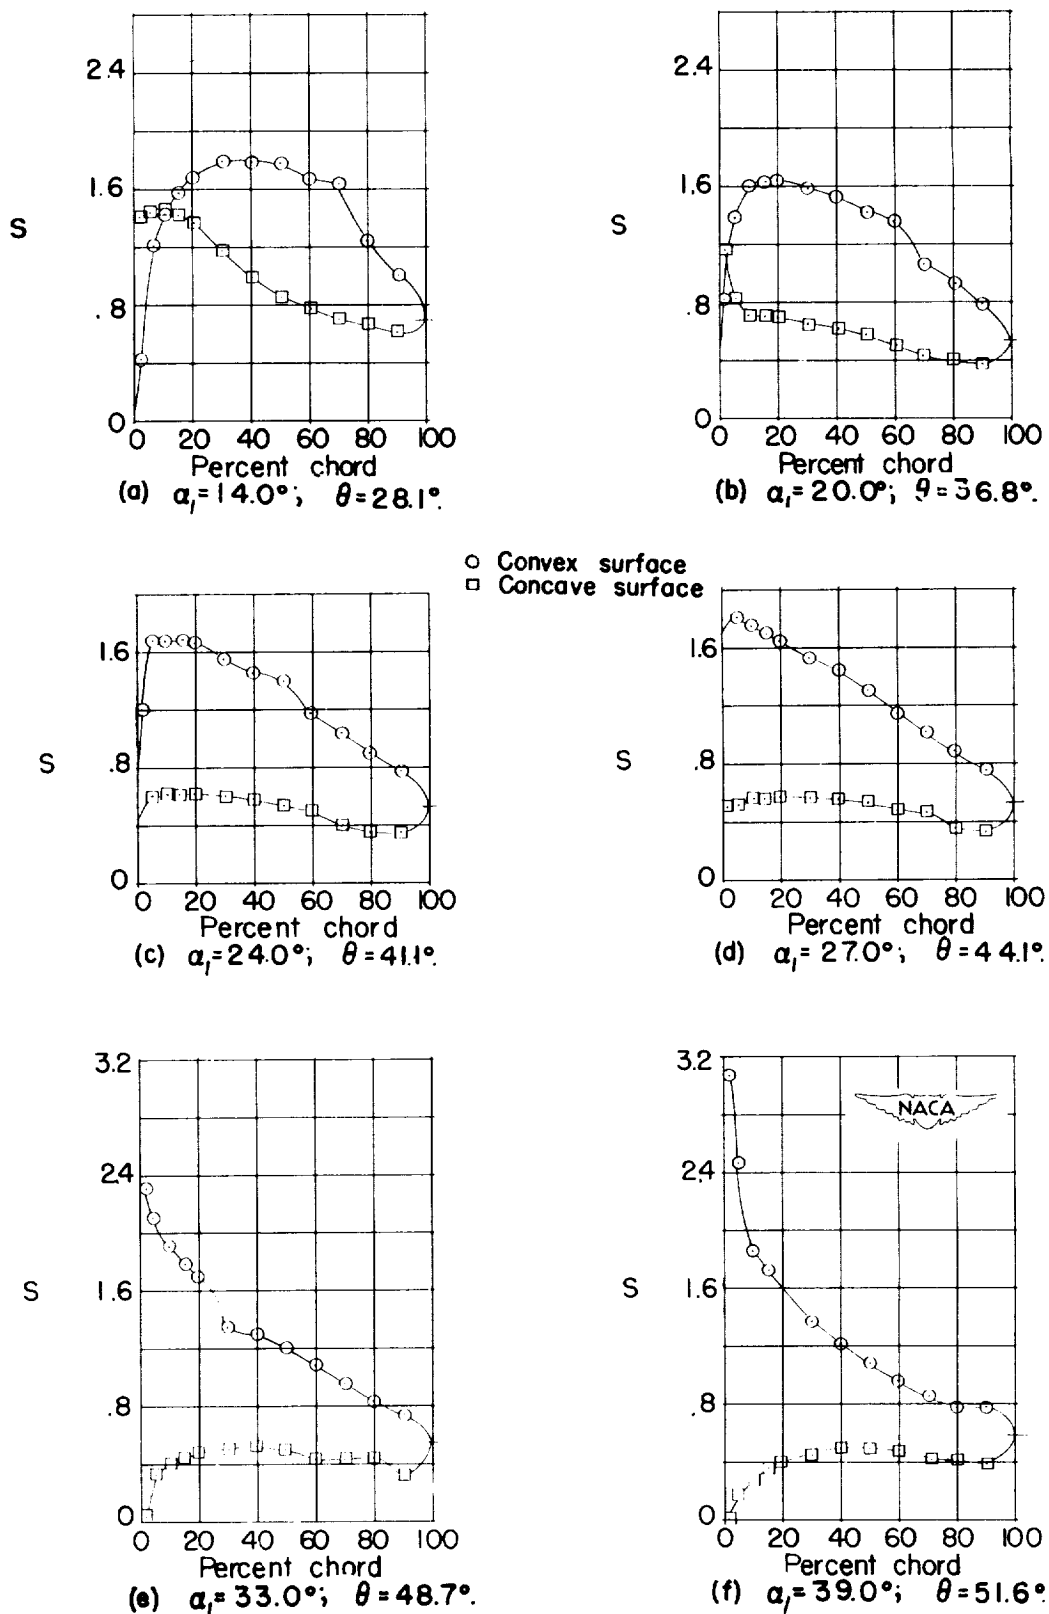 2.4
1.6
S
.8
0
0 20 40 60 80 100
Percent chord
(a) α₁=14.0°; θ=28.1°.
2.4
1.6
S
.8
0
0 20 40 60 80 100
Percent chord
(b) α₁=20.0°; θ=36.8°.
Convex surface
Concave surface
1.6
.8
S
0
0 20 40 60 80 100
Percent chord
(c) α₁=24.0°; θ=41.1°.
1.6
.8
S
0
0 20 40 60 80 100
Percent chord
(d) α₁=27.0°; θ=44.1°.
3.2
2.4
1.6
S
.8
0
0 20 40 60 80 100
Percent chord
(e) α₁=33.0°; θ=48.7°.
3.2
NACA
2.4
1.6
S
.8
0
0 20 40 60 80 100
Percent chord
(f) α₁=39.0°; θ=51.6°